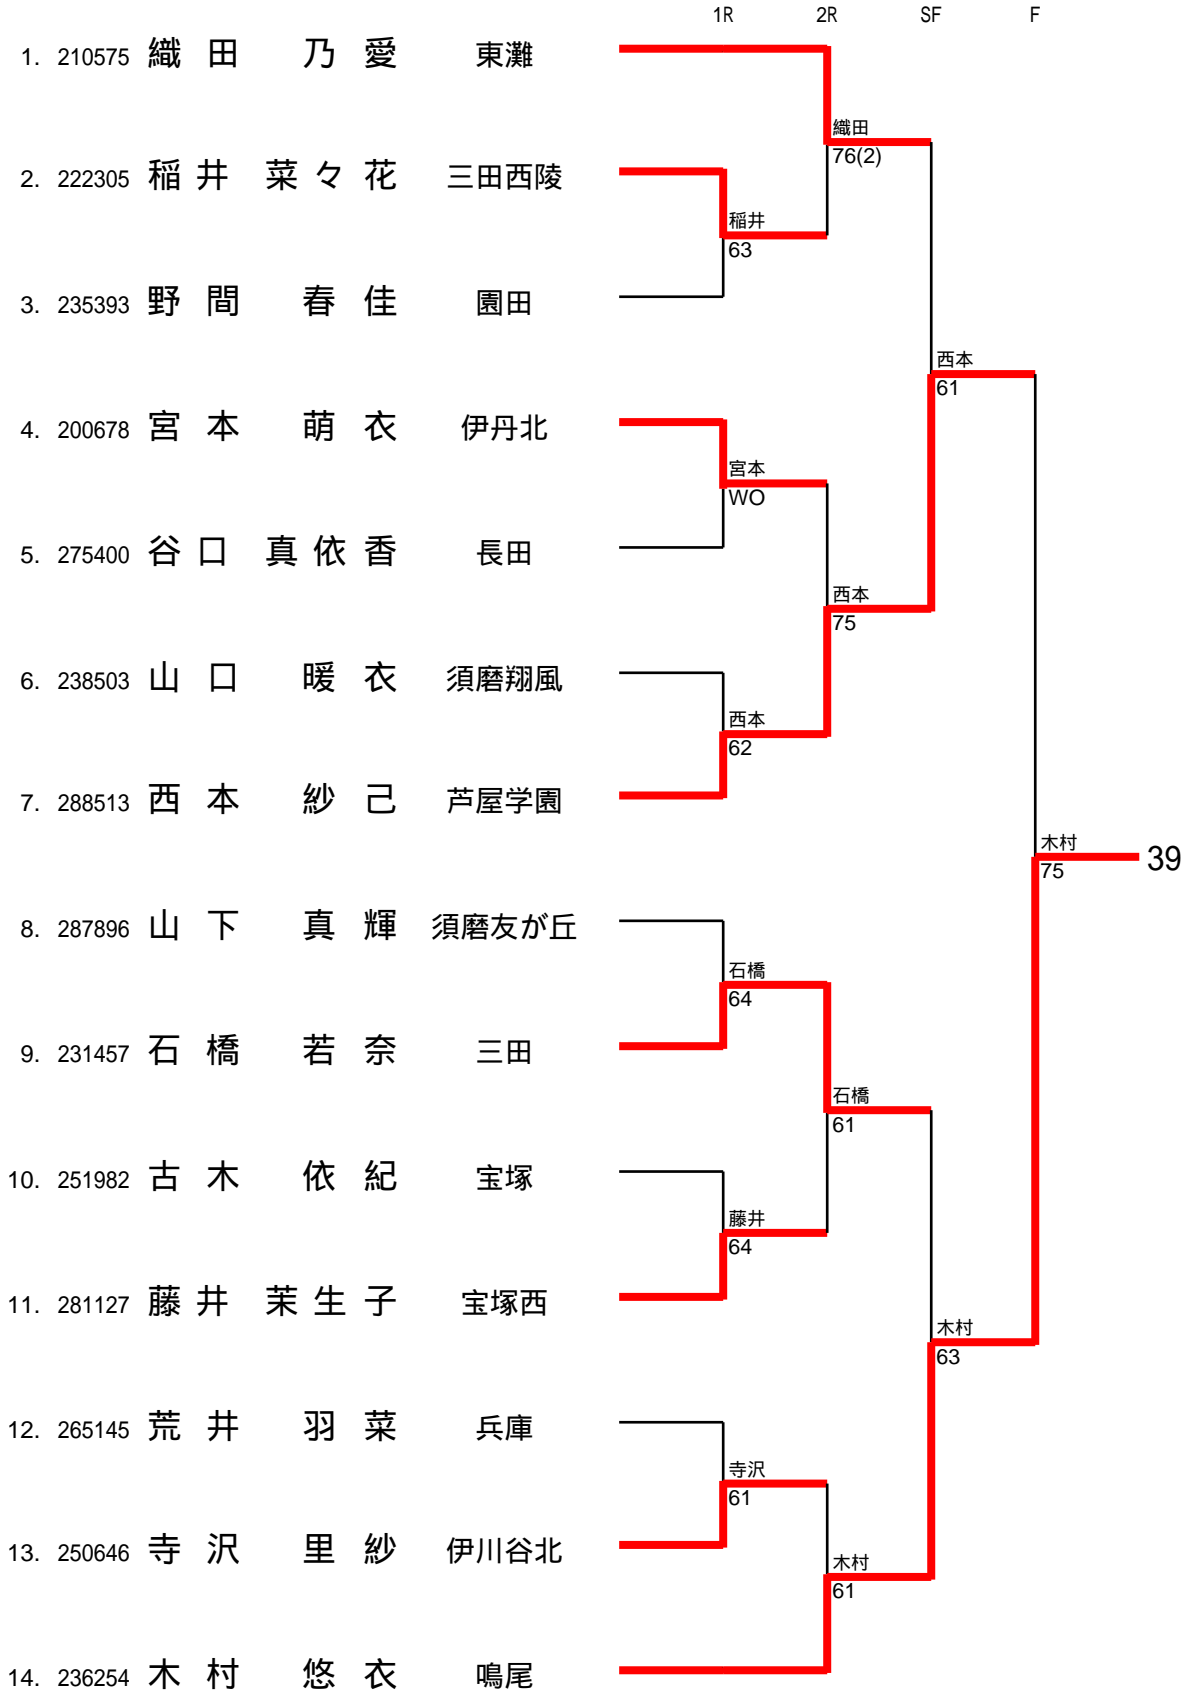 1R 2R SF F
1. 210575 織田 乃愛 東灘
織田
76(2)
2. 222305 稲井 菜々花 三田西陵
稲井
63
3. 235393 野間 春佳 園田
西本
61
4. 200678 宮本 萌衣 伊丹北
宮本
WO
5. 275400 谷口 真依香 長田
西本
75
6. 238503 山口 暖衣 須磨翔風
西本
62
7. 288513 西本 紗己 芦屋学園
木村
75
39
8. 287896 山下 真輝 須磨友が丘
石橋
64
9. 231457 石橋 若奈 三田
石橋
61
10. 251982 古木 依紀 宝塚
藤井
64
11. 281127 藤井 茉生子 宝塚西
木村
63
12. 265145 荒井 羽菜 兵庫
寺沢
61
13. 250646 寺沢 里紗 伊川谷北
木村
61
14. 236254 木村 悠衣 鳴尾